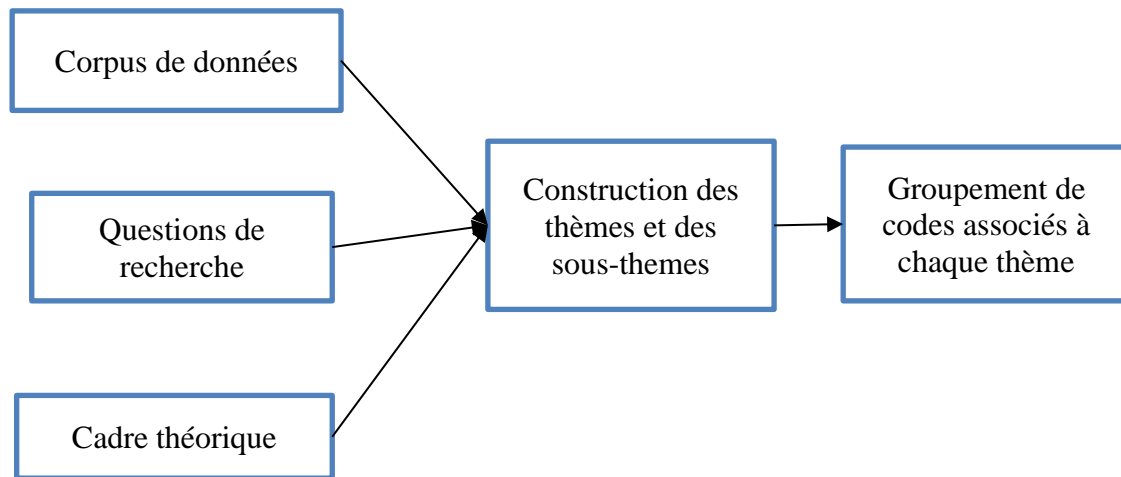 Corpus de données
Questions de
recherche
Cadre théorique
Construction des
thèmes et des
sous-themes
Groupement de
codes associés à
chaque thème